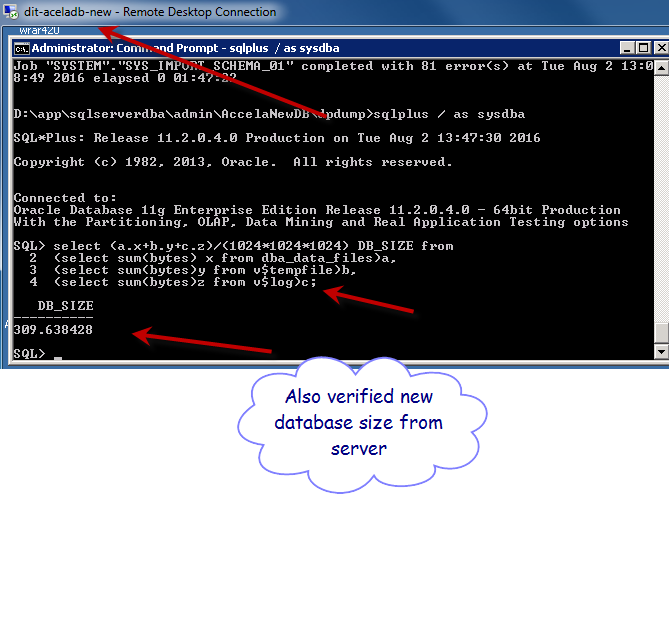 dit-aceladb-new - Remote Desktop Connection
wrar420
Administrator: Command Prompt - sqlplus / as sysdba
Job "SYSTEM"."SYS_IMPORT_SCHEMA_01" completed with 81 error(s) at Tue Aug 2 13:0
8:49 2016 elapsed 0 01:47:22
D:\app\sqlserverdba\admin\AccelaNewDB\dpdump>sqlplus / as sysdba
SQL*Plus: Release 11.2.0.4.0 Production on Tue Aug 2 13:47:30 2016
Copyright (c) 1982, 2013, Oracle.  All rights reserved.
Connected to:
Oracle Database 11g Enterprise Edition Release 11.2.0.4.0 - 64bit Production
With the Partitioning, OLAP, Data Mining and Real Application Testing options
SQL> select (a.x+b.y+c.z)/(1024*1024*1024) DB_SIZE from
  2  (select sum(bytes) x from dba_data_files)a,
  3  (select sum(bytes)y from v$tempfile)b,
  4  (select sum(bytes)z from v$log)c;
   DB_SIZE
----------
309.638428
SQL> _
Also verified new
database size from
server